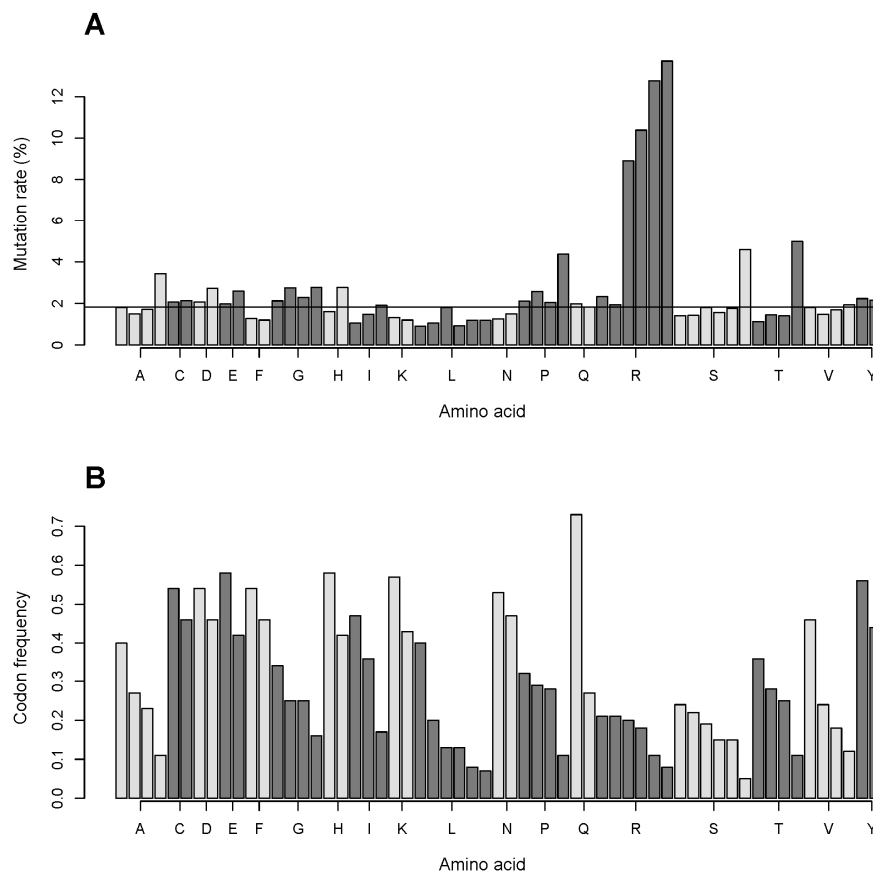 A
Mutation rate (%)
12
10
8
6
4
2
0
A C D E F G H I K L N P Q R S T V Y
Amino acid
B
Codon frequency
0.7
0.6
0.5
0.4
0.3
0.2
0.1
0.0
A C D E F G H I K L N P Q R S T V Y
Amino acid